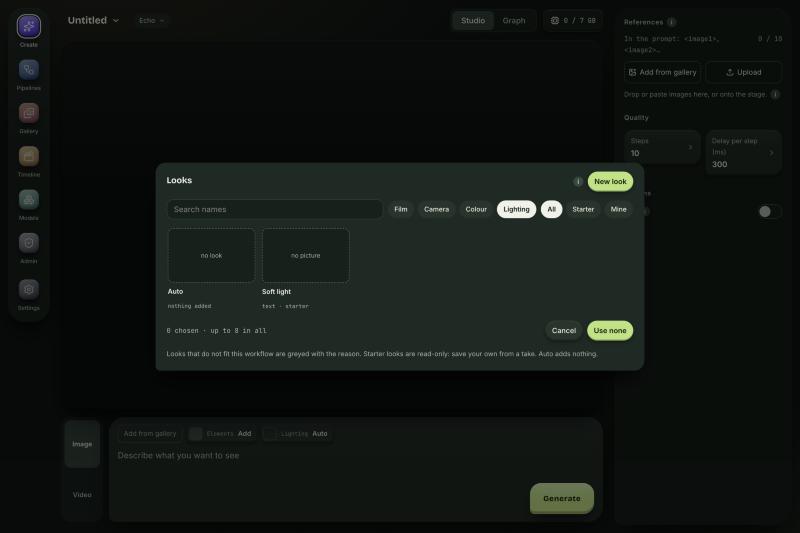 Untitled
Echo
Studio
Graph
0 / 7 GB
Create
Pipelines
Gallery
Timeline
Models
Admin
Settings
References
In the prompt: <image1>, <image2>…
0 / 10
Add from gallery
Upload
Drop or paste images here, or onto the stage.
Quality
Steps
10
Delay per step (ms)
300
Looks
New look
Search names
Film
Camera
Colour
Lighting
All
Starter
Mine
no look
Auto
nothing added
no picture
Soft light
text · starter
0 chosen · up to 8 in all
Cancel
Use none
Looks that do not fit this workflow are greyed with the reason. Starter looks are read-only: save your own from a take. Auto adds nothing.
Image
Video
Add from gallery
Elements Add
Lighting Auto
Describe what you want to see
Generate